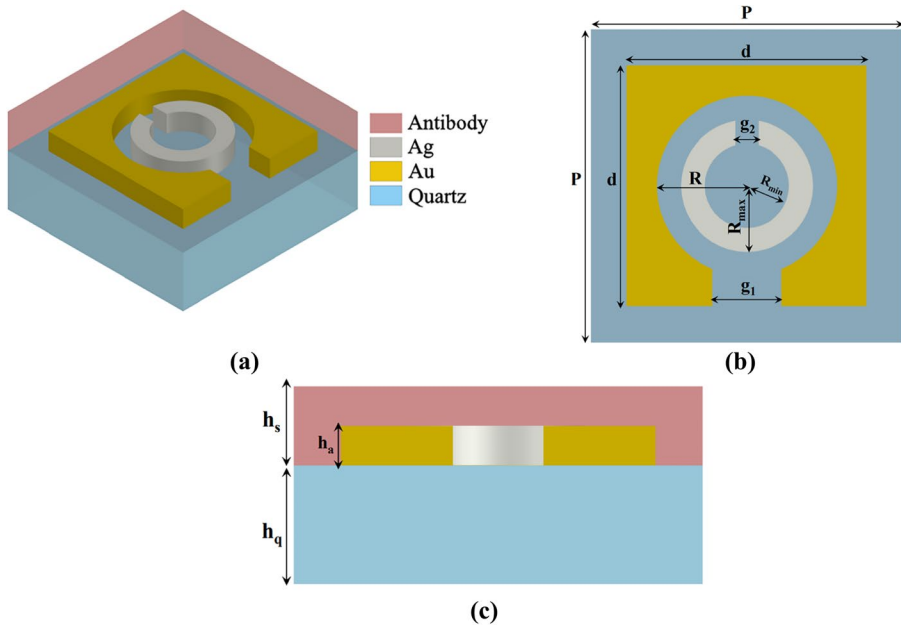 Antibody
Ag
Au
Quartz
(a)
P
d
g2
P
d
R
Rmin
Rmax
g1
(b)
hs
ha
hq
(c)